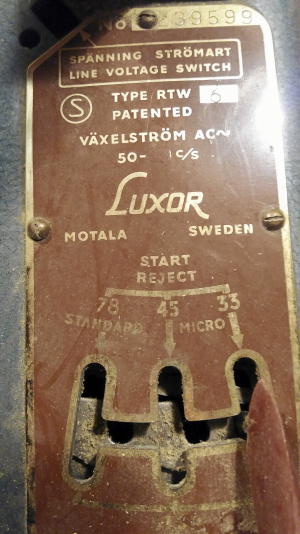 No 39599
SPÄNNING STRÖMART
LINE VOLTAGE SWITCH
S TYPE RTW 6
PATENTED
VÄXELSTRÖM AC~
50- c/s
LUXOR
MOTALA SWEDEN
START
REJECT
78 45 33
STANDARD MICRO